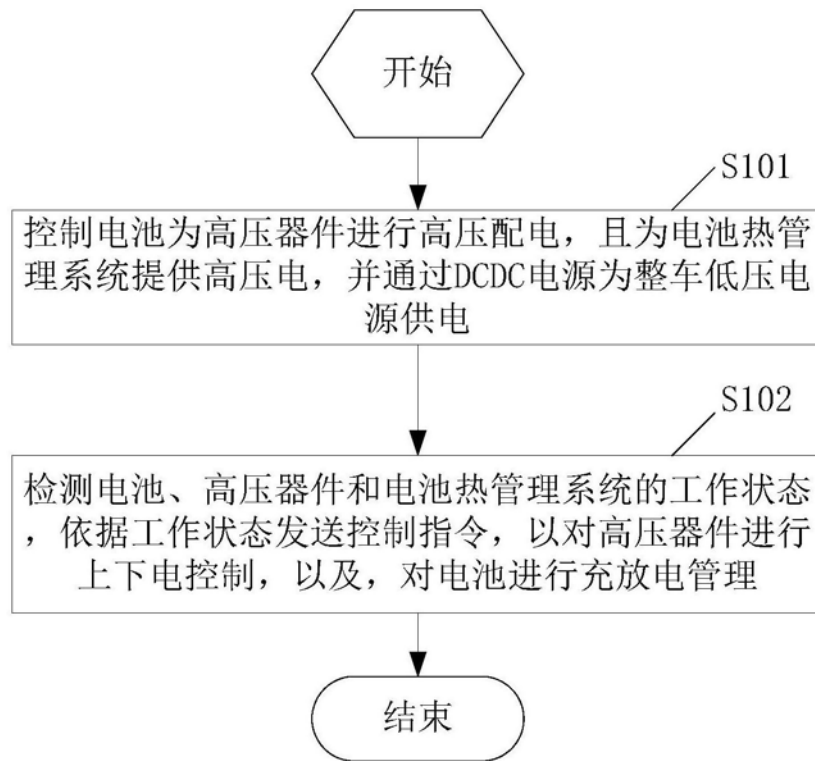 开始
S101
控制电池为高压器件进行高压配电，且为电池热管
理系统提供高压电，并通过DCDC电源为整车低压电
源供电
S102
检测电池、高压器件和电池热管理系统的工作状态
，依据工作状态发送控制指令，以对高压器件进行
上下电控制，以及，对电池进行充放电管理
结束